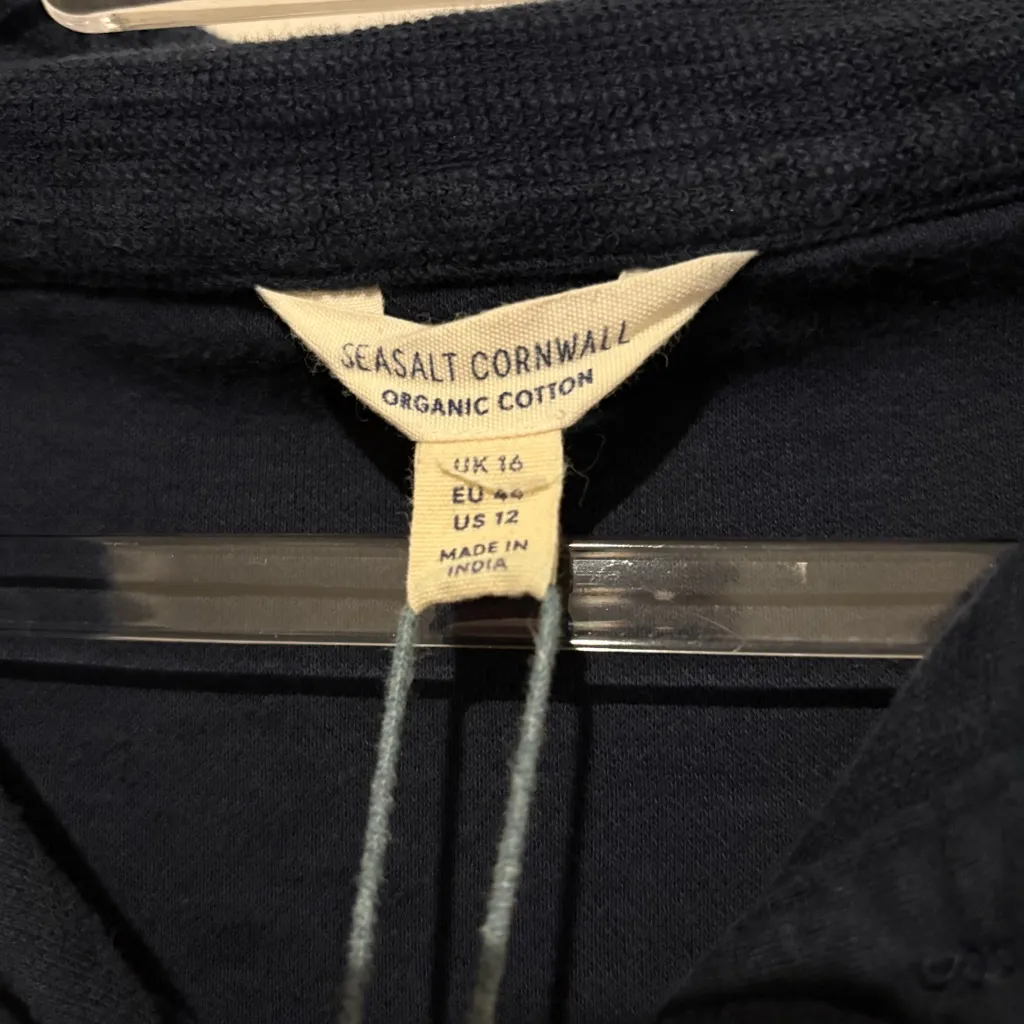 SEASALT CORNWALL
ORGANIC COTTON
UK 16
EU 44
US 12
MADE IN
INDIA